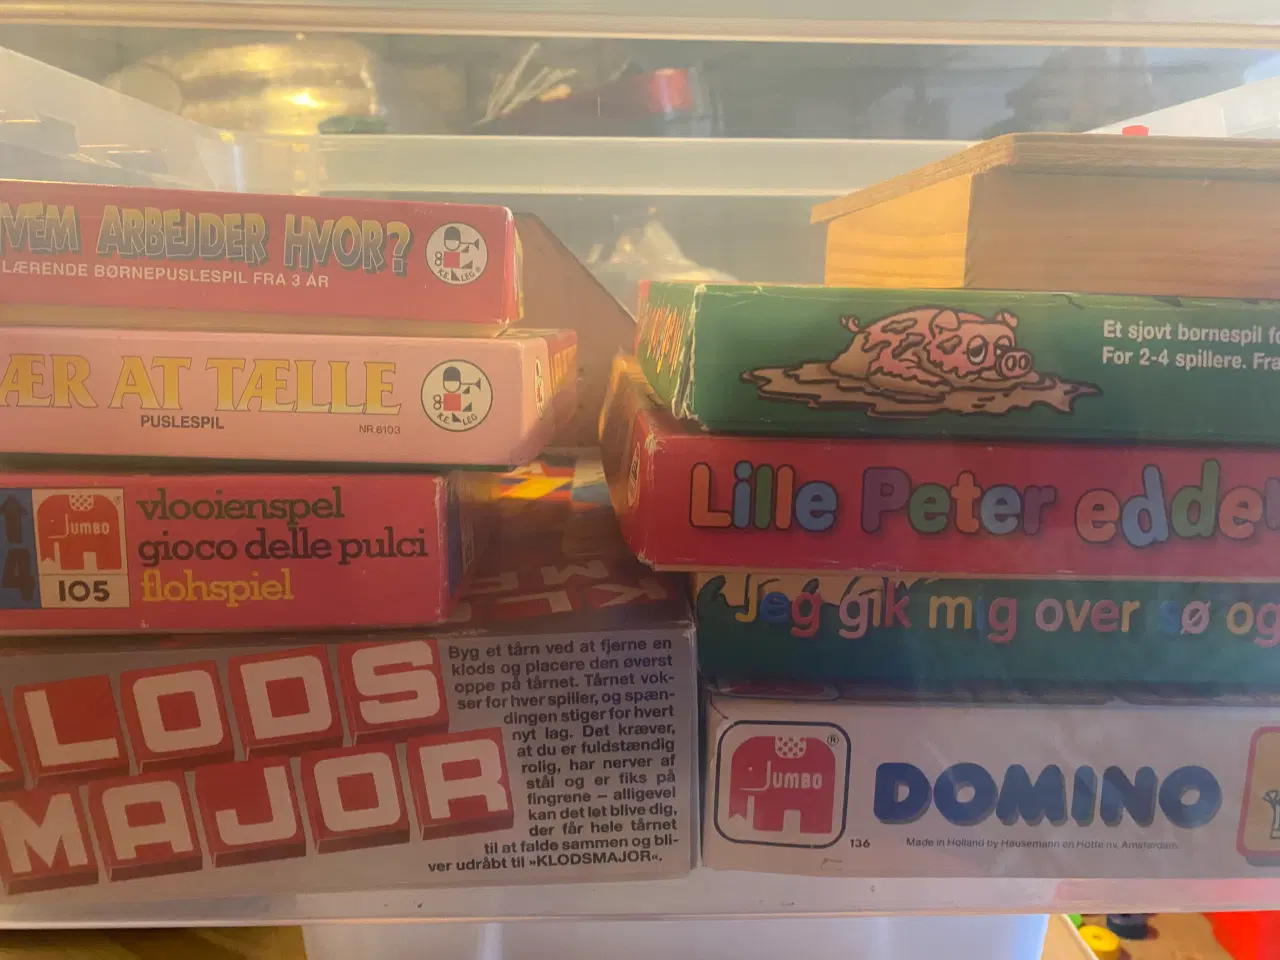 VEM ARBEJDER HVOR?
LÆRENDE BØRNEPUSLESPIL FRA 3 ÅR
K.E. LEG ®
ÆR AT TÆLLE
PUSLESPIL
NR.6103
K.E. LEG
4
JUMBO
105
vlooienspel
gioco delle pulci
flohspiel
KLODS
MAJOR
Byg et tårn ved at fjerne en
klods og placere den øverst
oppe på tårnet. Tårnet vok-
ser for hver spiller, og spæn-
dingen stiger for hvert
nyt lag. Det kræver,
at du er fuldstændig
rolig, har nerver af
stål og er fiks på
fingrene – alligevel
kan det let blive dig,
der får hele tårnet
til at falde sammen og bli-
ver udråbt til »KLODSMAJOR«.
Et sjovt børnespil fo
For 2-4 spillere. Fra
Lille Peter edder
Jeg gik mig over sø og
JUMBO ®
DOMINO
136
Made in Holland by Hausemann en Hötte nv. Amsterdam.